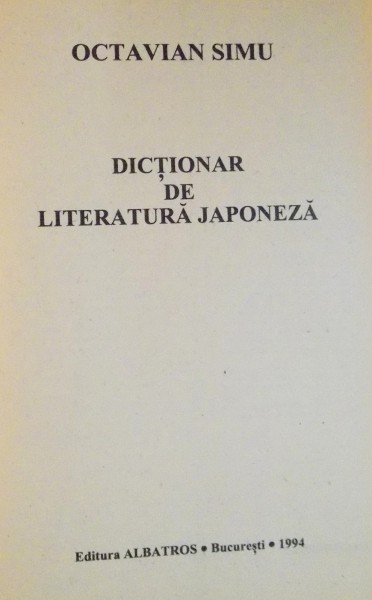 OCTAVIAN SIMU
DICȚIONAR
DE
LITERATURĂ JAPONEZĂ
Editura ALBATROS • București • 1994